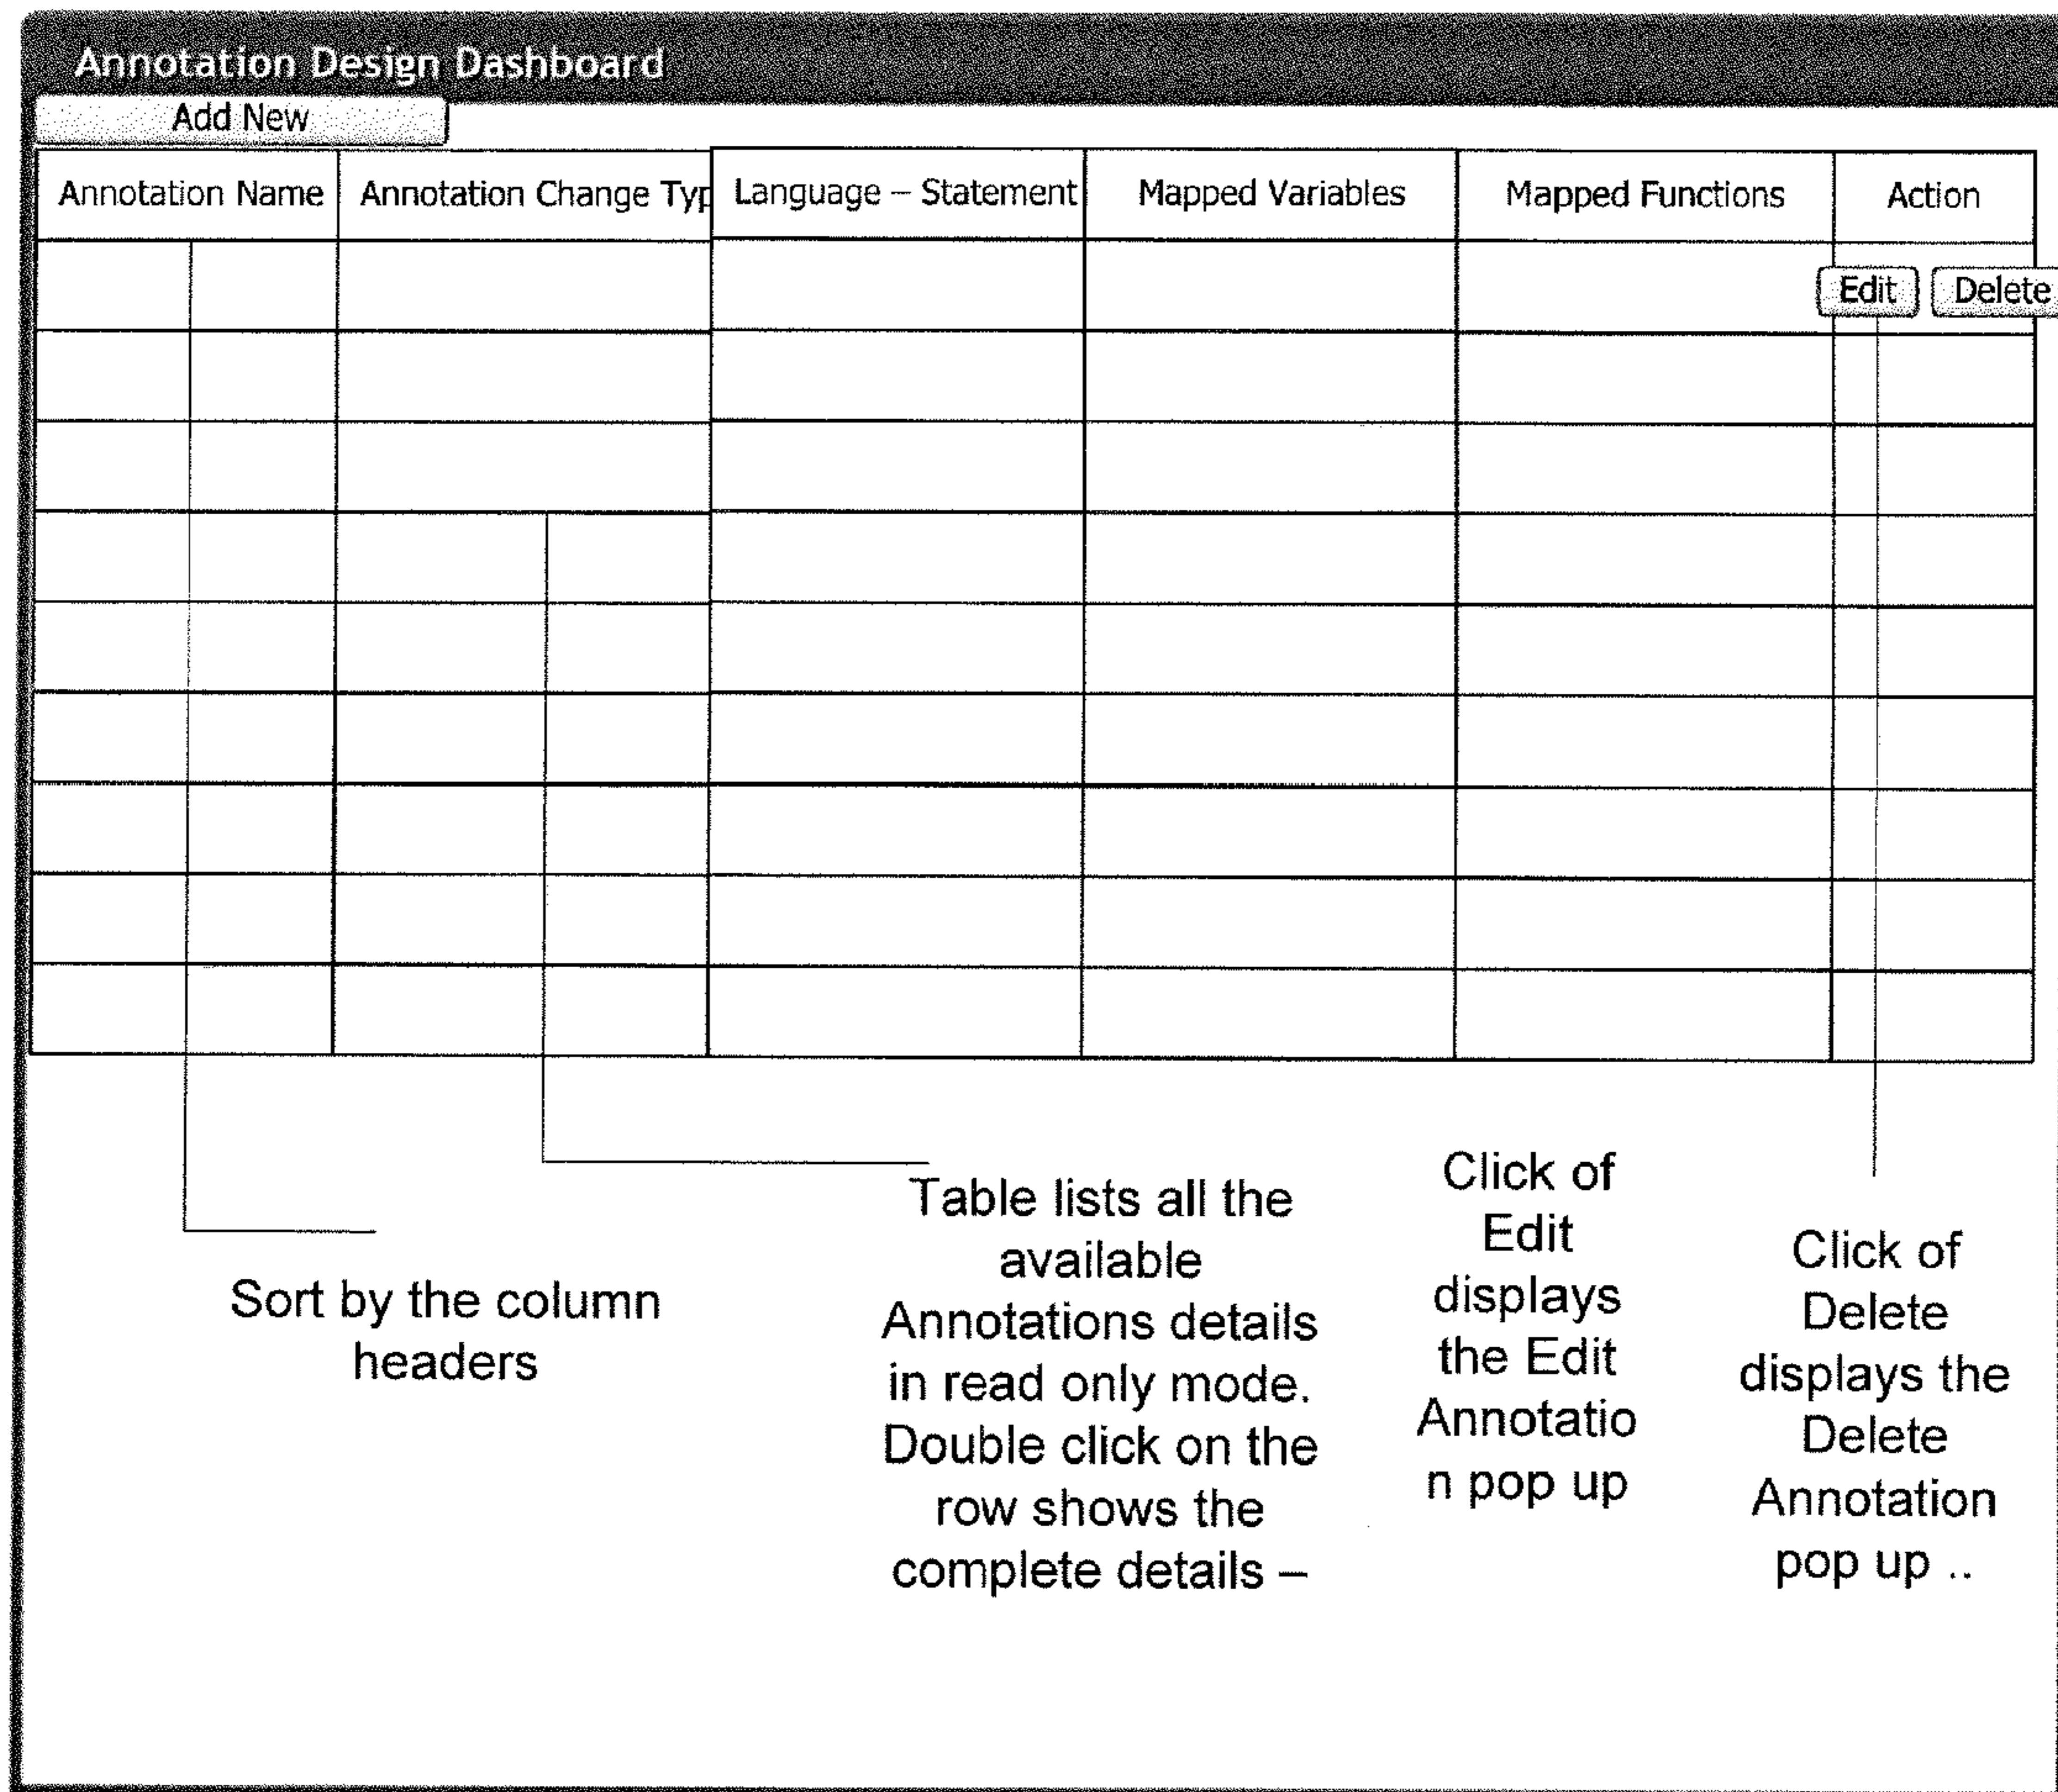 Annotation Design Dashboard
Add New
Annotation Name
Annotation Change Typ
Language – Statement
Mapped Variables
Mapped Functions
Action
Edit
Delete
Sort by the column
headers
Table lists all the
available
Annotations details
in read only mode.
Double click on the
row shows the
complete details –
Click of
Edit
displays
the Edit
Annotatio
n pop up
Click of
Delete
displays the
Delete
Annotation
pop up ..